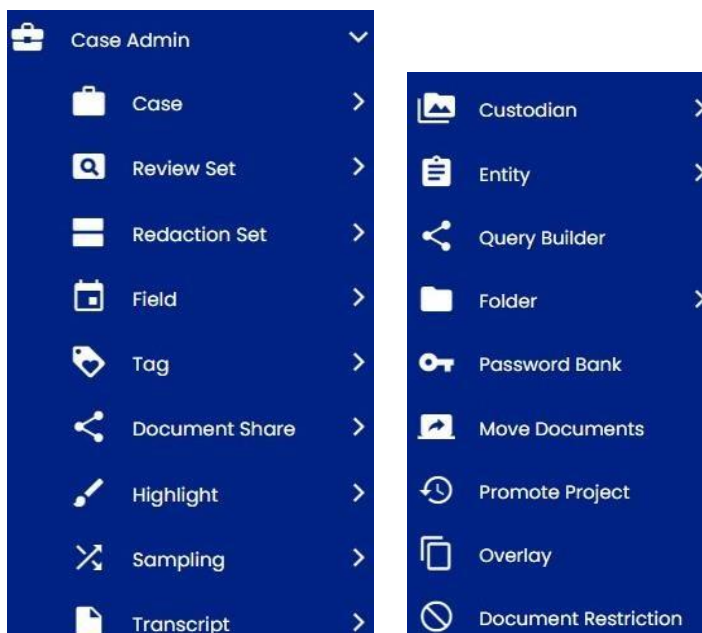 Case Admin
Case
Review Set
Redaction Set
Field
Tag
Document Share
Highlight
Sampling
Transcript
Custodian
Entity
Query Builder
Folder
Password Bank
Move Documents
Promote Project
Overlay
Document Restriction